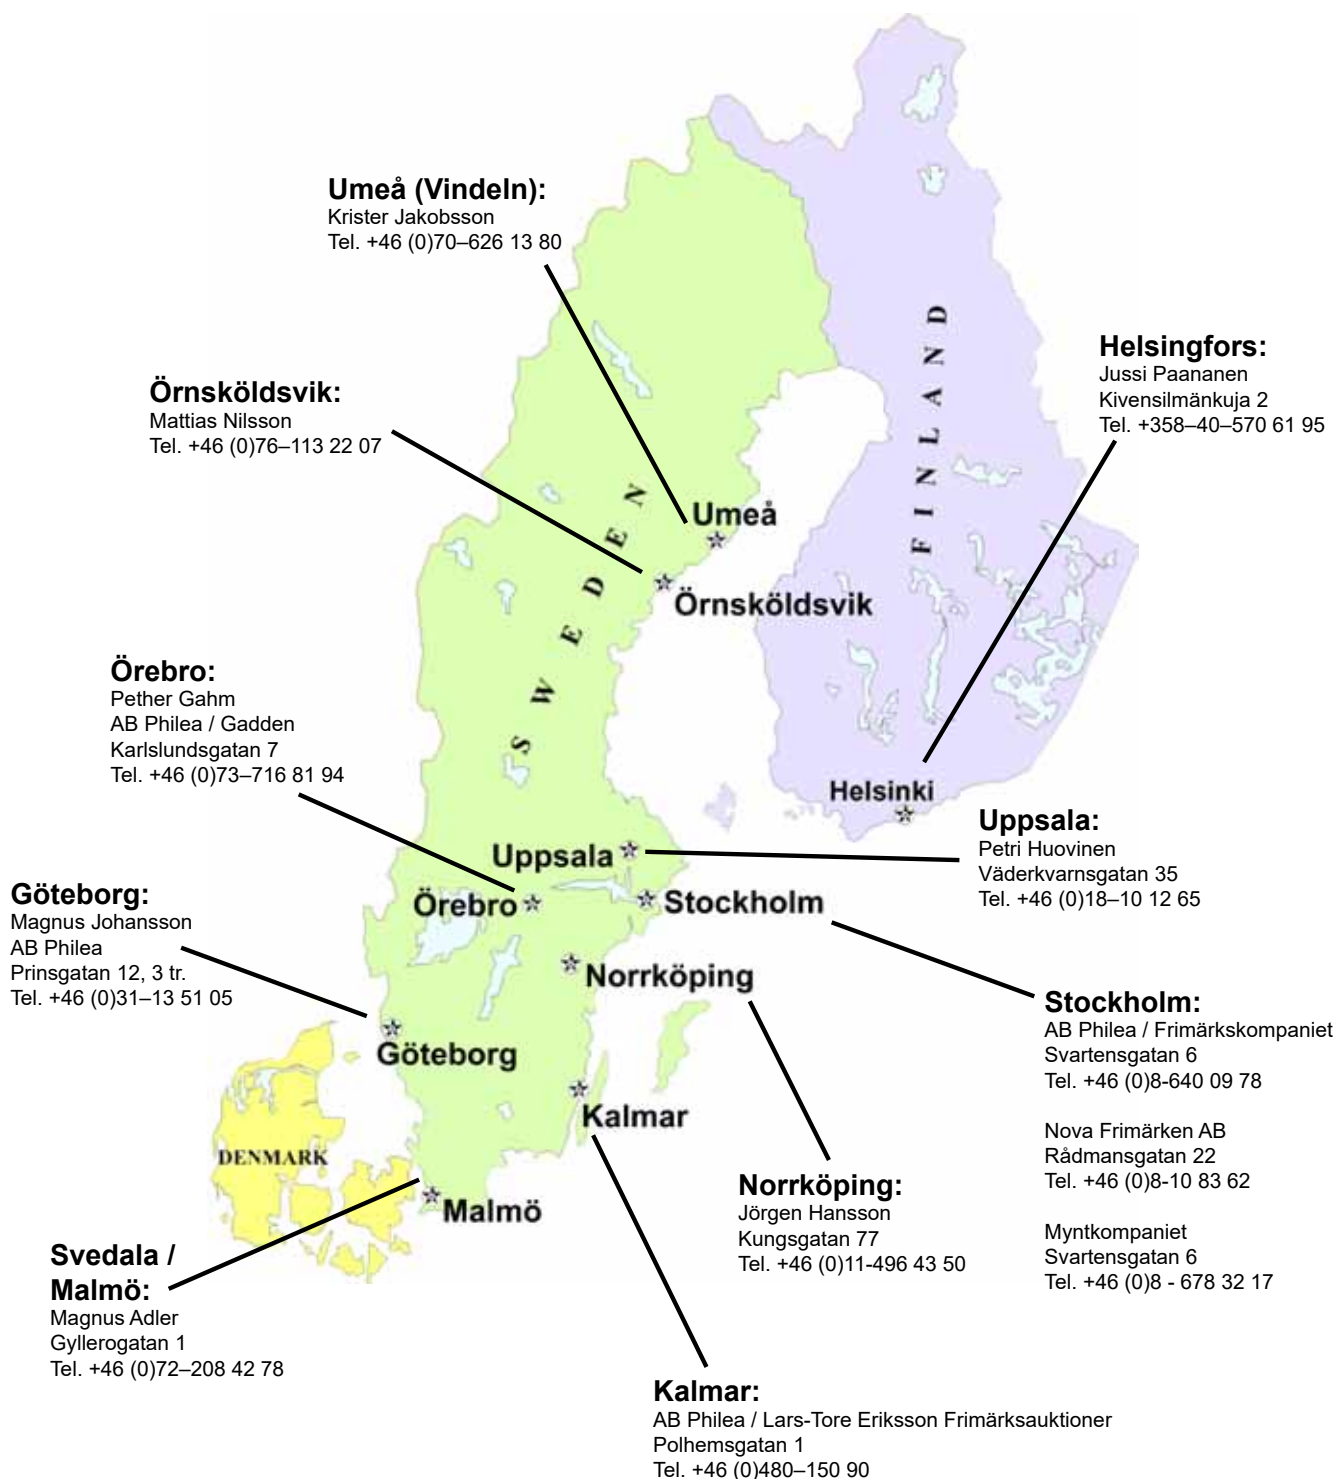 Umeå (Vindeln):
Krister Jakobsson
Tel. +46 (0)70–626 13 80
Helsingfors:
Jussi Paananen
Kivensilmänkuja 2
Tel. +358–40–570 61 95
Örnsköldsvik:
Mattias Nilsson
Tel. +46 (0)76–113 22 07
FINLAND
SWEDEN
Umeå
Örnsköldsvik
Örebro:
Pether Gahm
AB Philea / Gadden
Karlslundsgatan 7
Tel. +46 (0)73–716 81 94
Helsinki
Uppsala:
Petri Huovinen
Väderkvarnsgatan 35
Tel. +46 (0)18–10 12 65
Uppsala
Örebro
Stockholm
Göteborg:
Magnus Johansson
AB Philea
Prinsgatan 12, 3 tr.
Tel. +46 (0)31–13 51 05
Norrköping
Göteborg
Stockholm:
AB Philea / Frimärkskompaniet
Svartensgatan 6
Tel. +46 (0)8-640 09 78
Nova Frimärken AB
Rådmansgatan 22
Tel. +46 (0)8-10 83 62
Myntkompaniet
Svartensgatan 6
Tel. +46 (0)8 - 678 32 17
Kalmar
DENMARK
Malmö
Norrköping:
Jörgen Hansson
Kungsgatan 77
Tel. +46 (0)11-496 43 50
Svedala /
Malmö:
Magnus Adler
Gyllerogatan 1
Tel. +46 (0)72–208 42 78
Kalmar:
AB Philea / Lars-Tore Eriksson Frimärksauktioner
Polhemsgatan 1
Tel. +46 (0)480–150 90